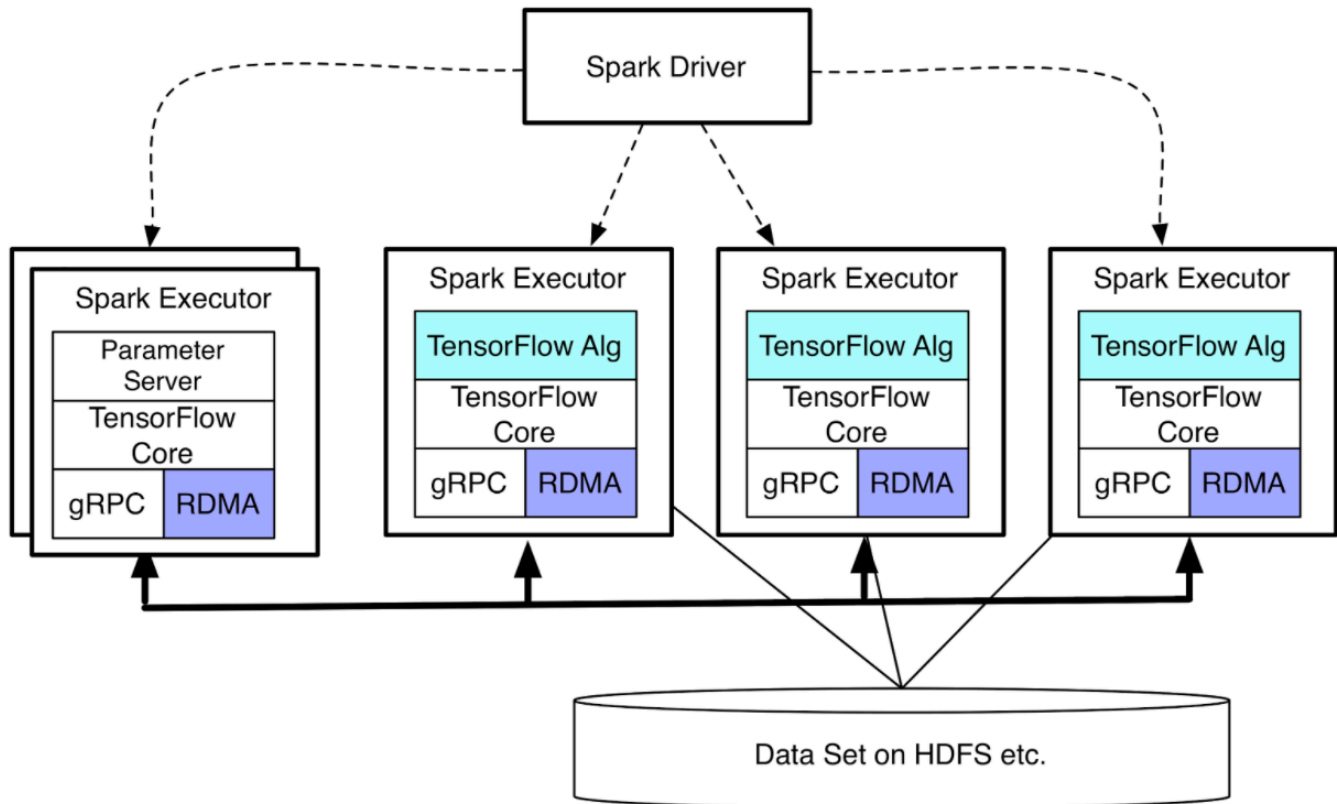 Spark Driver
Spark Executor
Parameter
Server
TensorFlow
Core
gRPC
RDMA
Spark Executor
TensorFlow Alg
TensorFlow
Core
gRPC
RDMA
Spark Executor
TensorFlow Alg
TensorFlow
Core
gRPC
RDMA
Spark Executor
TensorFlow Alg
TensorFlow
Core
gRPC
RDMA
Data Set on HDFS etc.